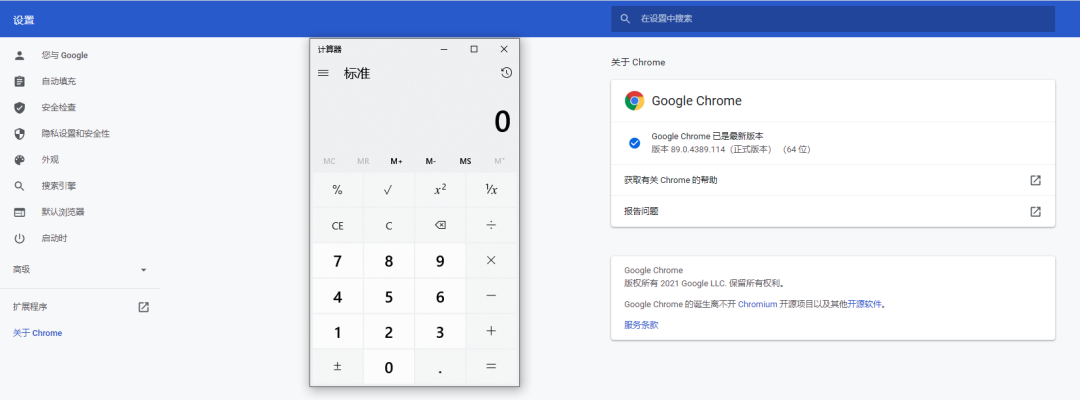 设置
在设置中搜索
您与 Google
自动填充
安全检查
隐私设置和安全性
外观
搜索引擎
默认浏览器
启动时
高级
扩展程序
关于 Chrome
计算器
标准
0
MC MR M+ M- MS M˅
% √ x² ¹/x
CE C ÷
7 8 9 ×
4 5 6 −
1 2 3 +
± 0 . =
关于 Chrome
Google Chrome
Google Chrome 已是最新版本
版本 89.0.4389.114（正式版本） （64 位）
获取有关 Chrome 的帮助
报告问题
Google Chrome
版权所有 2021 Google LLC. 保留所有权利。
Google Chrome 的诞生离不开 Chromium 开源项目以及其他开源软件。
服务条款